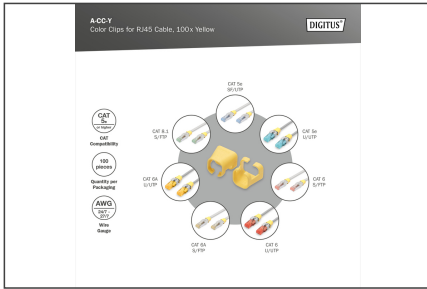 A-CC-Y
Color Clips for RJ45 Cable, 100x Yellow
DIGITUS®
CAT 5e
SF/UTP
CAT 8.1
S/FTP
CAT 5e
U/UTP
CAT 6A
U/UTP
CAT 6
S/FTP
CAT 6A
S/FTP
CAT 6
U/UTP
CAT
5e
or higher
CAT
Compatibility
100
pieces
Quantity per
Packaging
AWG
24/7 -
27/7
Wire
Gauge